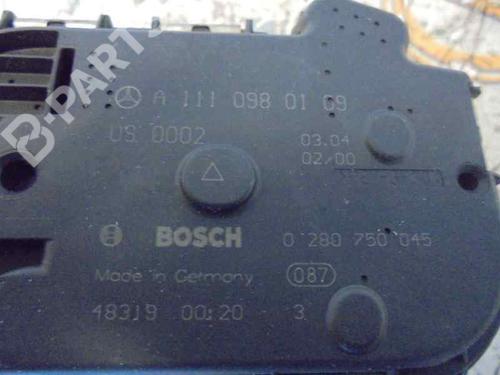 B-PARTS
A 111 098 01 09
US 0002
03.04
02/00
BOSCH 0 280 750 045
Made in Germany 087
48319 00:20 3